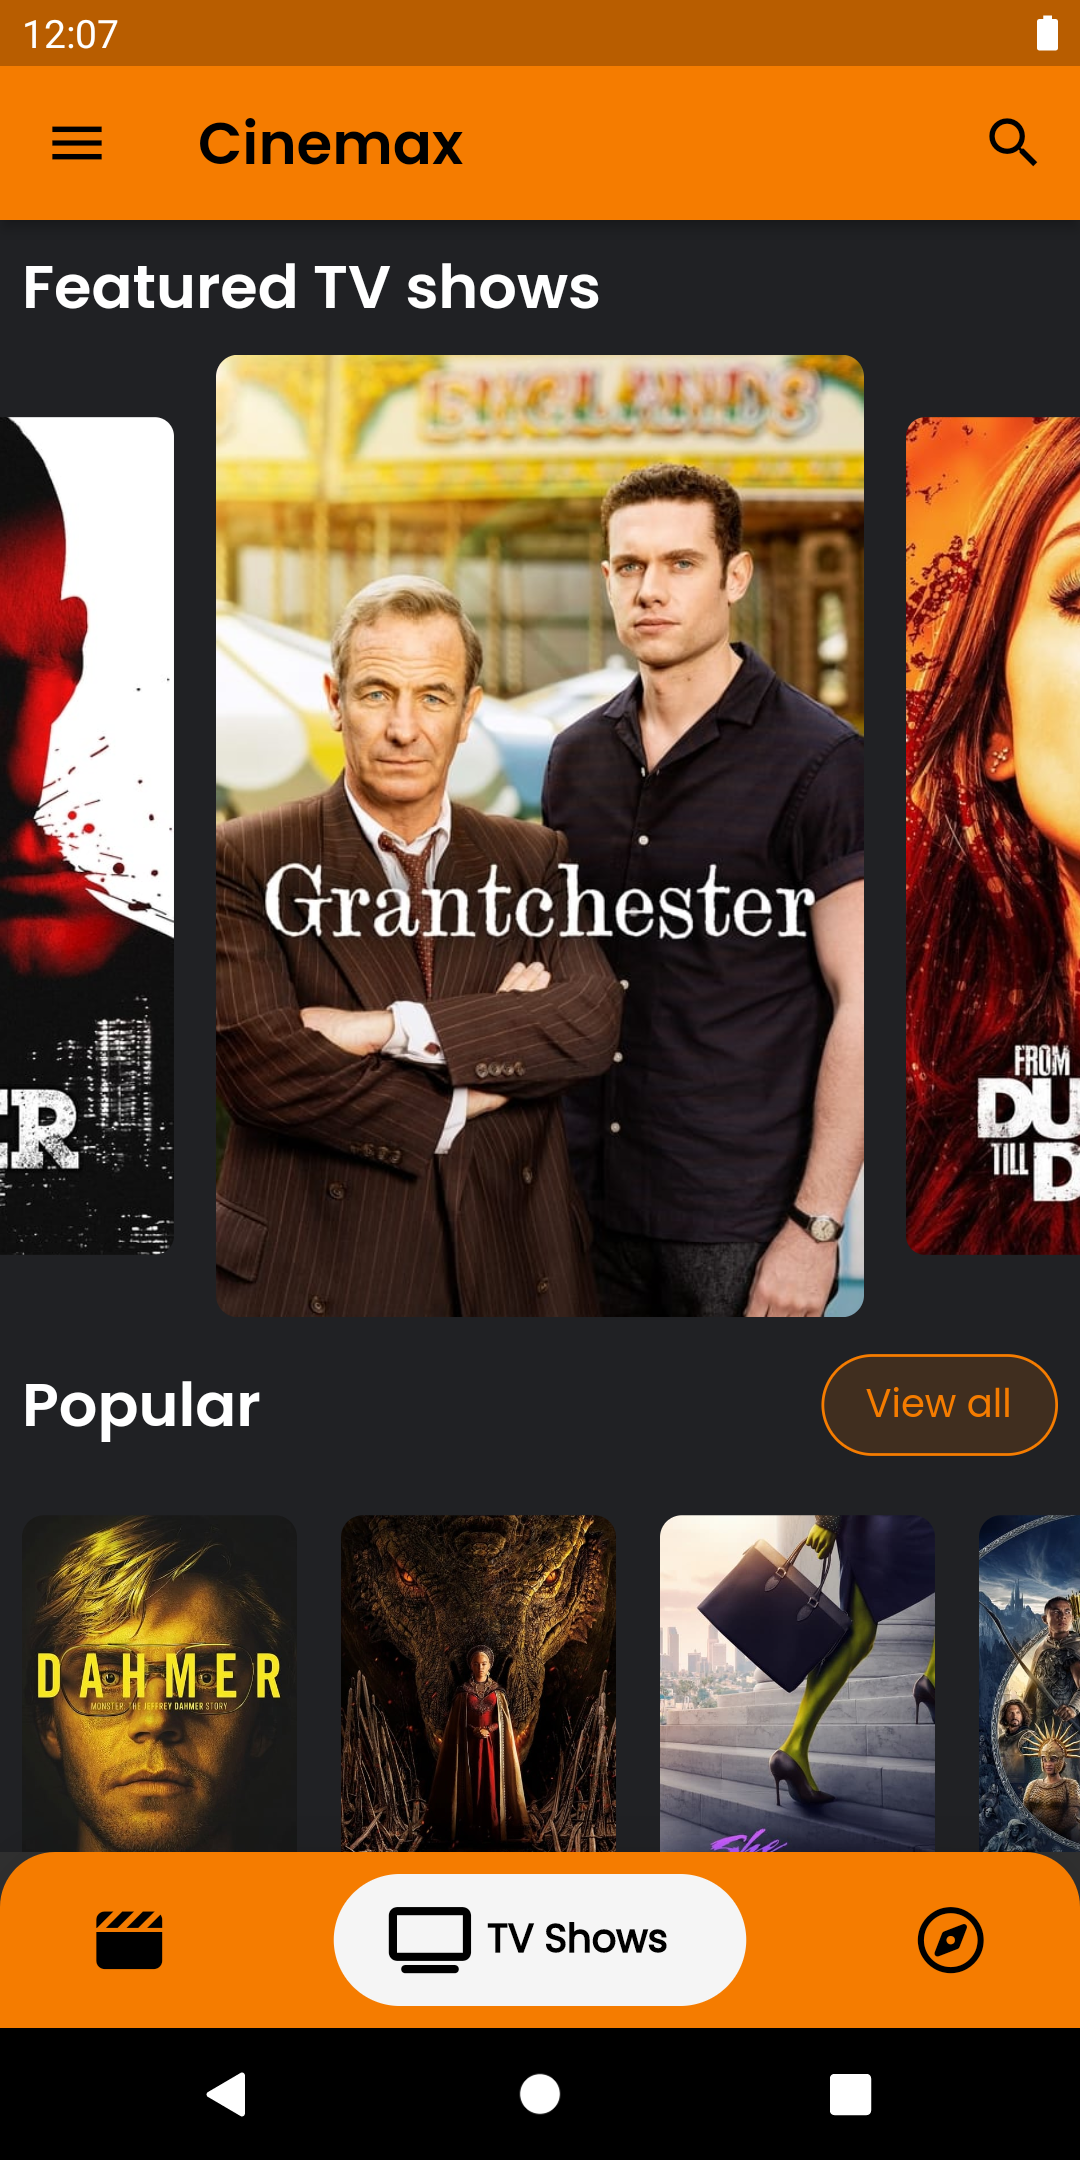 12:07
Cinemax
Featured TV shows
ENGLANDS
Grantchester
ER
FROM
DU
TILL D
Popular
View all
DAHMER
MONSTER: THE JEFFREY DAHMER STORY
She
TV Shows